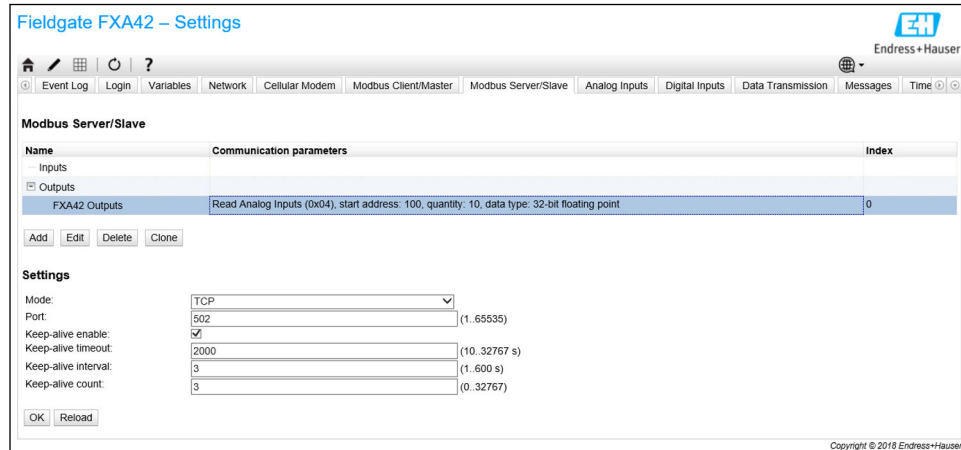 Fieldgate FXA42 – Settings
EH
Endress+Hauser
?
Event Log Login Variables Network Cellular Modem Modbus Client/Master Modbus Server/Slave Analog Inputs Digital Inputs Data Transmission Messages Time
Modbus Server/Slave
Name Communication parameters Index
Inputs
Outputs
FXA42 Outputs Read Analog Inputs (0x04), start address: 100, quantity: 10, data type: 32-bit floating point 0
Add Edit Delete Clone
Settings
Mode: TCP
Port: 502 (1..65535)
Keep-alive enable:
Keep-alive timeout: 2000 (10..32767 s)
Keep-alive interval: 3 (1..600 s)
Keep-alive count: 3 (0..32767)
OK Reload
Copyright © 2018 Endress+Hauser